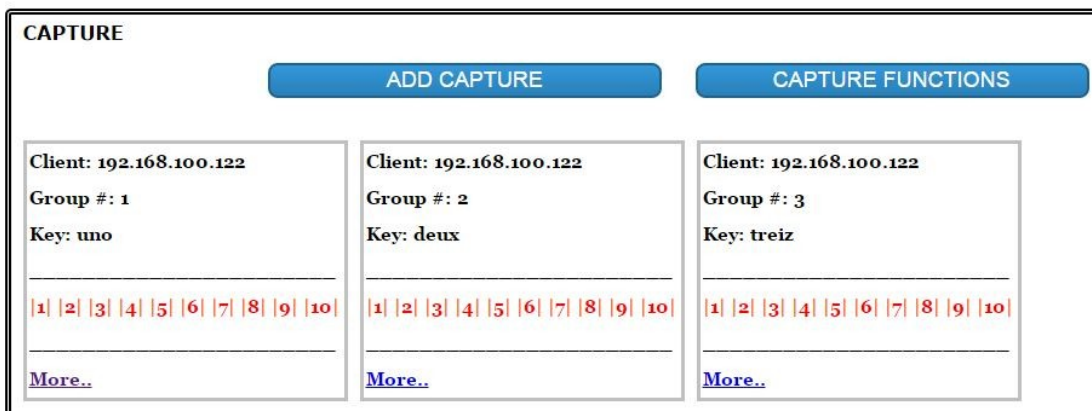 CAPTURE
ADD CAPTURE
CAPTURE FUNCTIONS
Client: 192.168.100.122
Group #: 1
Key: uno
|1| |2| |3| |4| |5| |6| |7| |8| |9| |10|
More..
Client: 192.168.100.122
Group #: 2
Key: deux
|1| |2| |3| |4| |5| |6| |7| |8| |9| |10|
More..
Client: 192.168.100.122
Group #: 3
Key: treiz
|1| |2| |3| |4| |5| |6| |7| |8| |9| |10|
More..